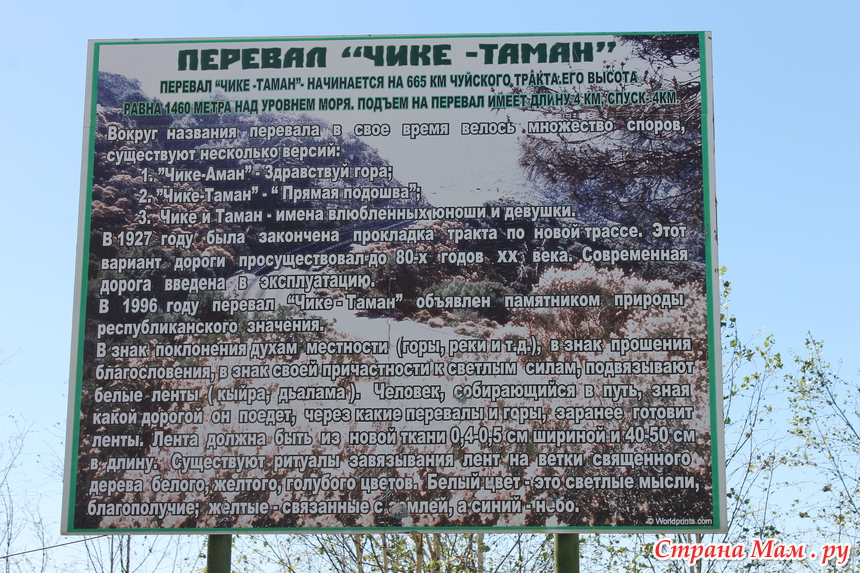 ПЕРЕВАЛ “ЧИКЕ -ТАМАН”
ПЕРЕВАЛ “ЧИКЕ -ТАМАН”- НАЧИНАЕТСЯ НА 665 КМ ЧУЙСКОГО ТРАКТА.ЕГО ВЫСОТА
РАВНА 1460 МЕТРА НАД УРОВНЕМ МОРЯ. ПОДЪЕМ НА ПЕРЕВАЛ ИМЕЕТ ДЛИНУ 4 КМ, СПУСК- 4КМ.
Вокруг названия перевала в свое время велось множество споров,
существуют несколько версий:
1. ”Чике-Аман” - Здравствуй гора;
2. ”Чике-Таман” - “ Прямая подошва”;
3. Чике и Таман - имена влюбленных юноши и девушки.
В 1927 году была закончена прокладка тракта по новой трассе. Этот
вариант дороги просуществовал до 80-х годов XX века. Современная
дорога введена в эксплуатацию.
В 1996 году перевал “Чике - Таман” объявлен памятником природы
республиканского значения.
В знак поклонения духам местности (горы, реки и т.д.), в знак прошения
благословения, в знак своей причастности к светлым силам, подвязывают
белые ленты ( кыйра, дьалама ). Человек, собирающийся в путь, зная
какой дорогой он поедет, через какие перевалы и горы, заранее готовит
ленты. Лента должна быть из новой ткани 0,4-0,5 см шириной и 40-50 см
в длину. Существуют ритуалы завязывания лент на ветки священного
дерева белого, желтого, голубого цветов. Белый цвет - это светлые мысли,
благополучие; желтые - связанные с землей, а синий - небо.
© Worldprints.com
Страна Мам.ру